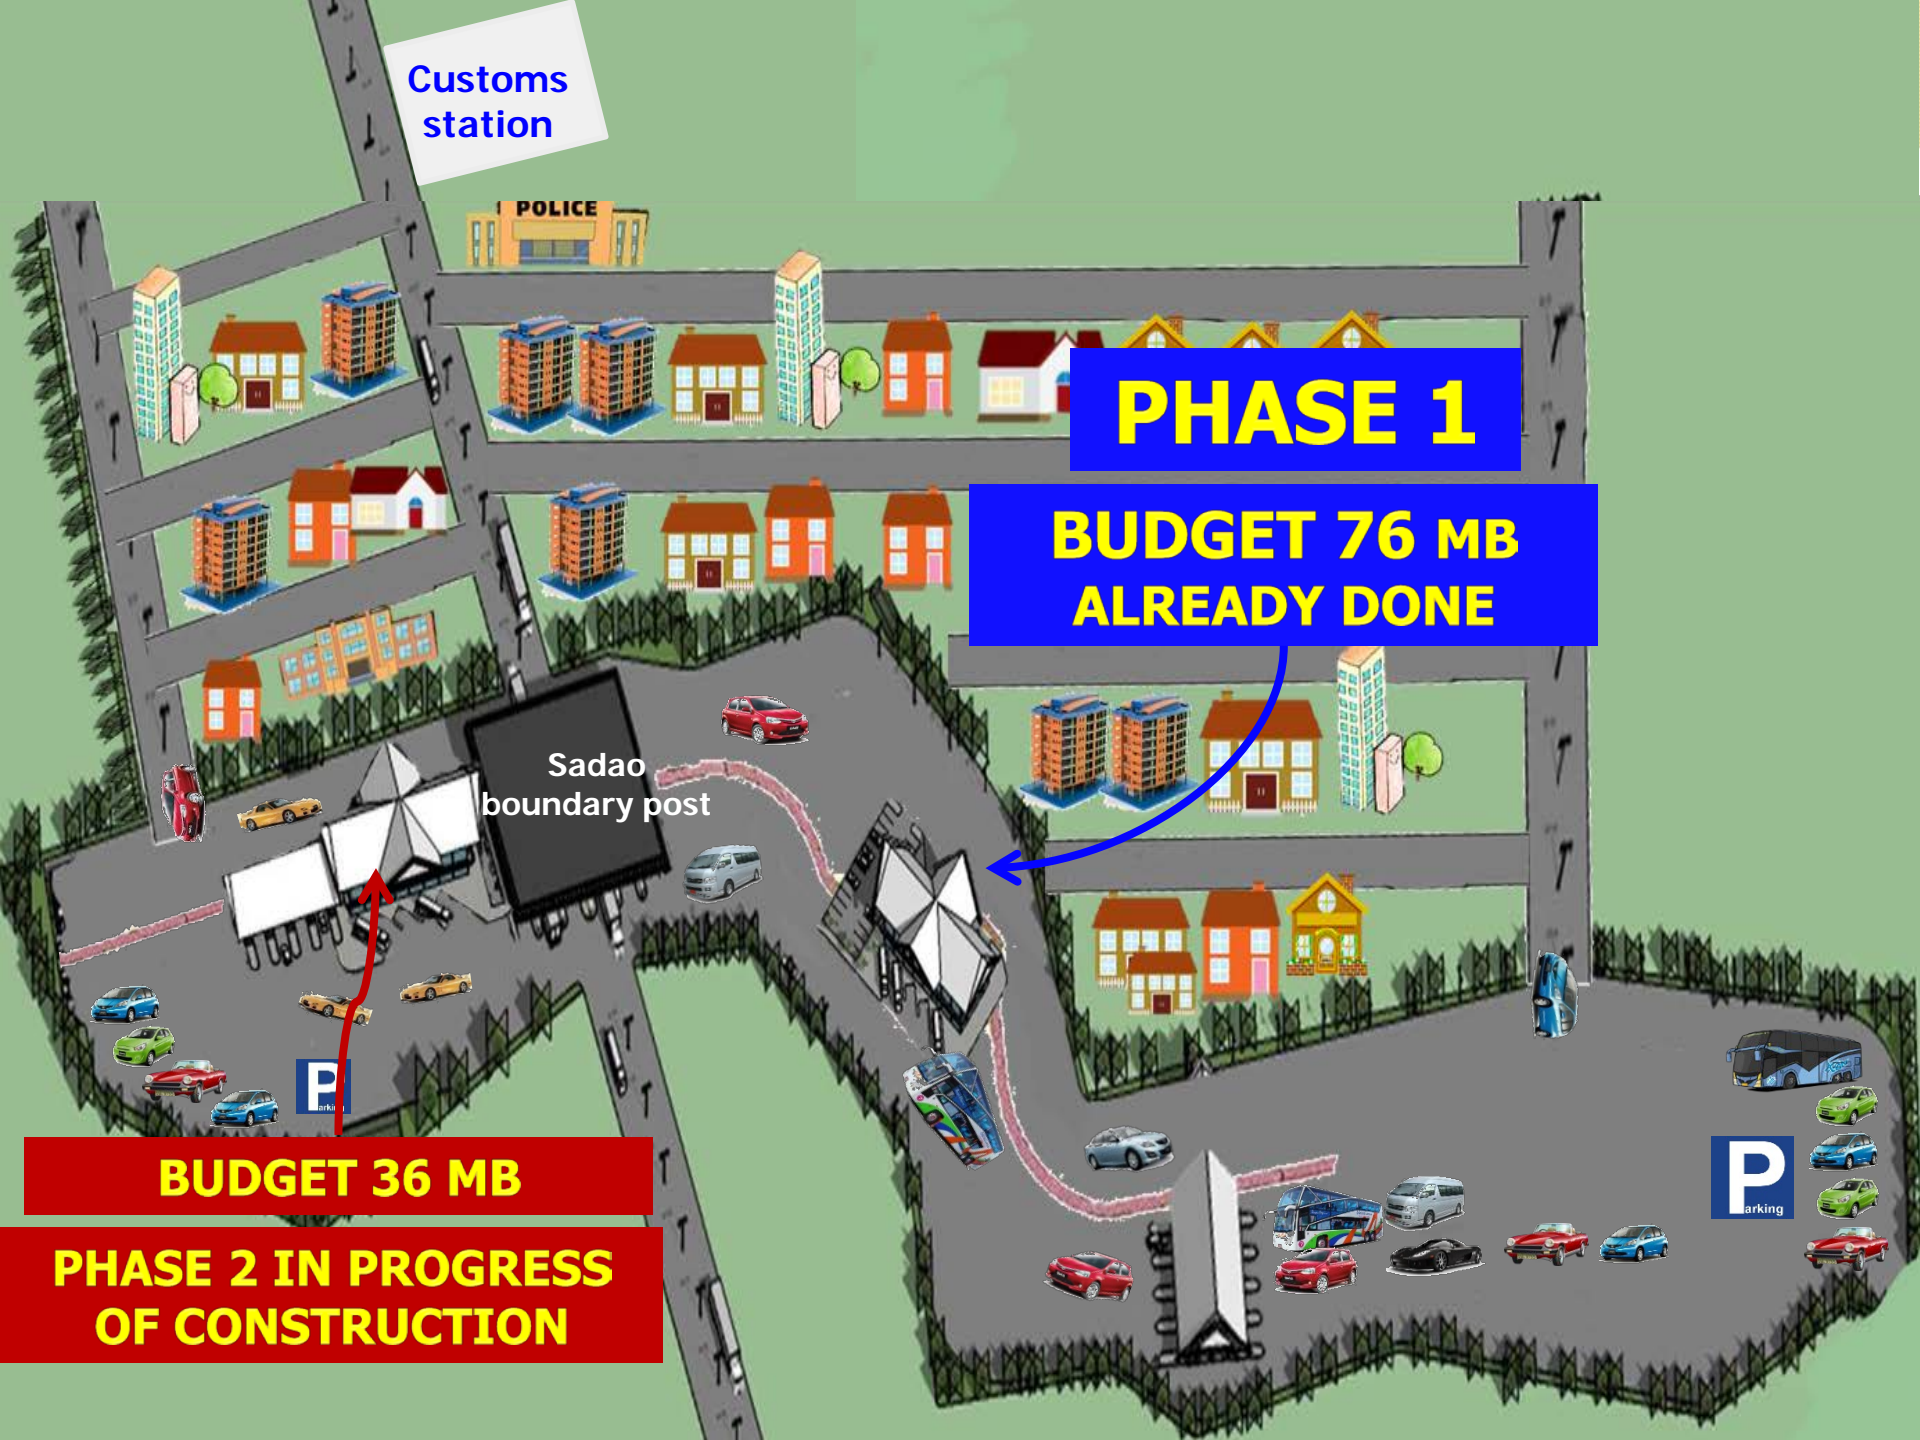 Customs
station
POLICE
PHASE 1
BUDGET 76 MB
ALREADY DONE
Sadao
boundary post
P
arking
BUDGET 36 MB
PHASE 2 IN PROGRESS
OF CONSTRUCTION
P
arking